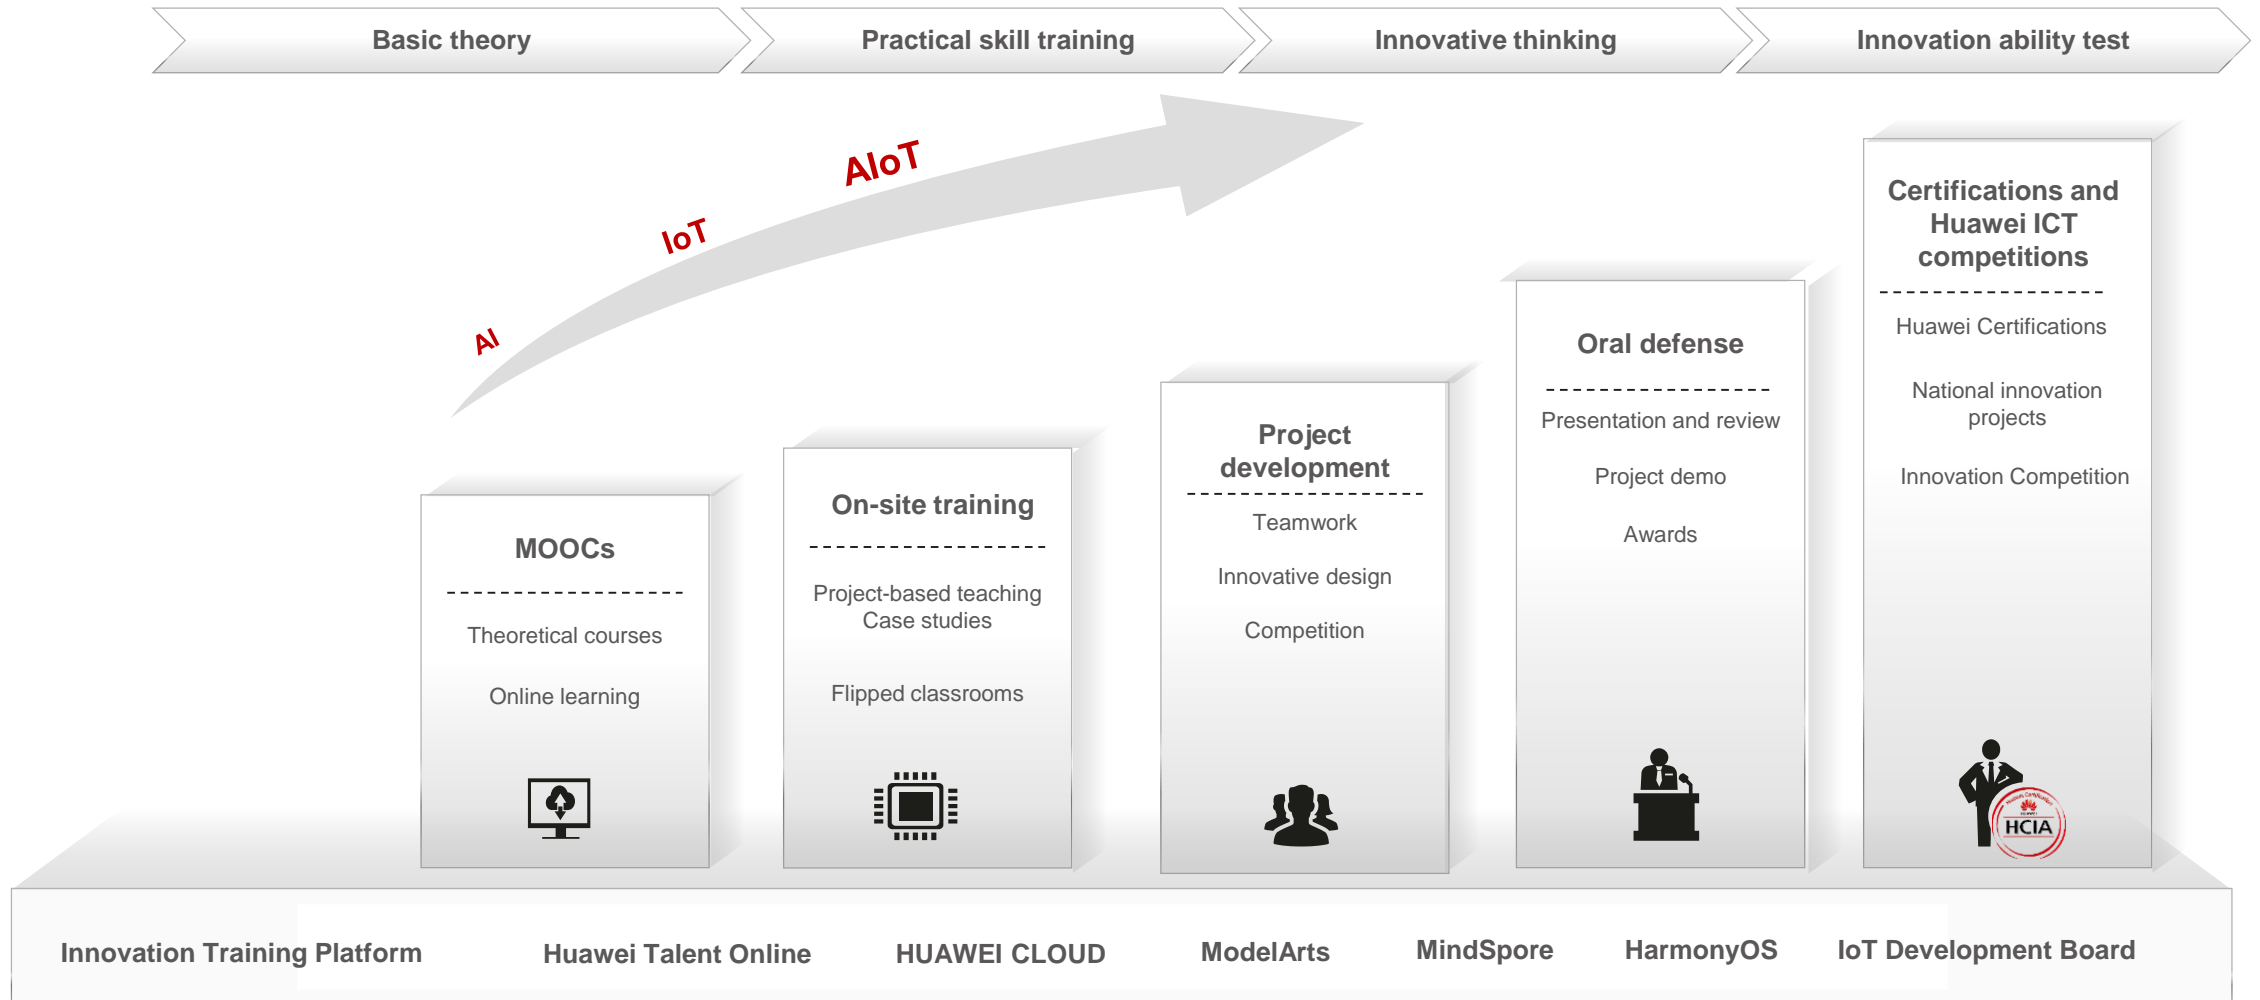 Basic theory
Practical skill training
Innovative thinking
Innovation ability test
AI
IoT
AIoT
MOOCs
Theoretical courses
Online learning
On-site training
Project-based teaching
Case studies
Flipped classrooms
Project
development
Teamwork
Innovative design
Competition
Oral defense
Presentation and review
Project demo
Awards
Certifications and
Huawei ICT
competitions
Huawei Certifications
National innovation
projects
Innovation Competition
Huawei Certification
HUAWEI
HCIA
Innovation Training Platform
Huawei Talent Online
HUAWEI CLOUD
ModelArts
MindSpore
HarmonyOS
IoT Development Board